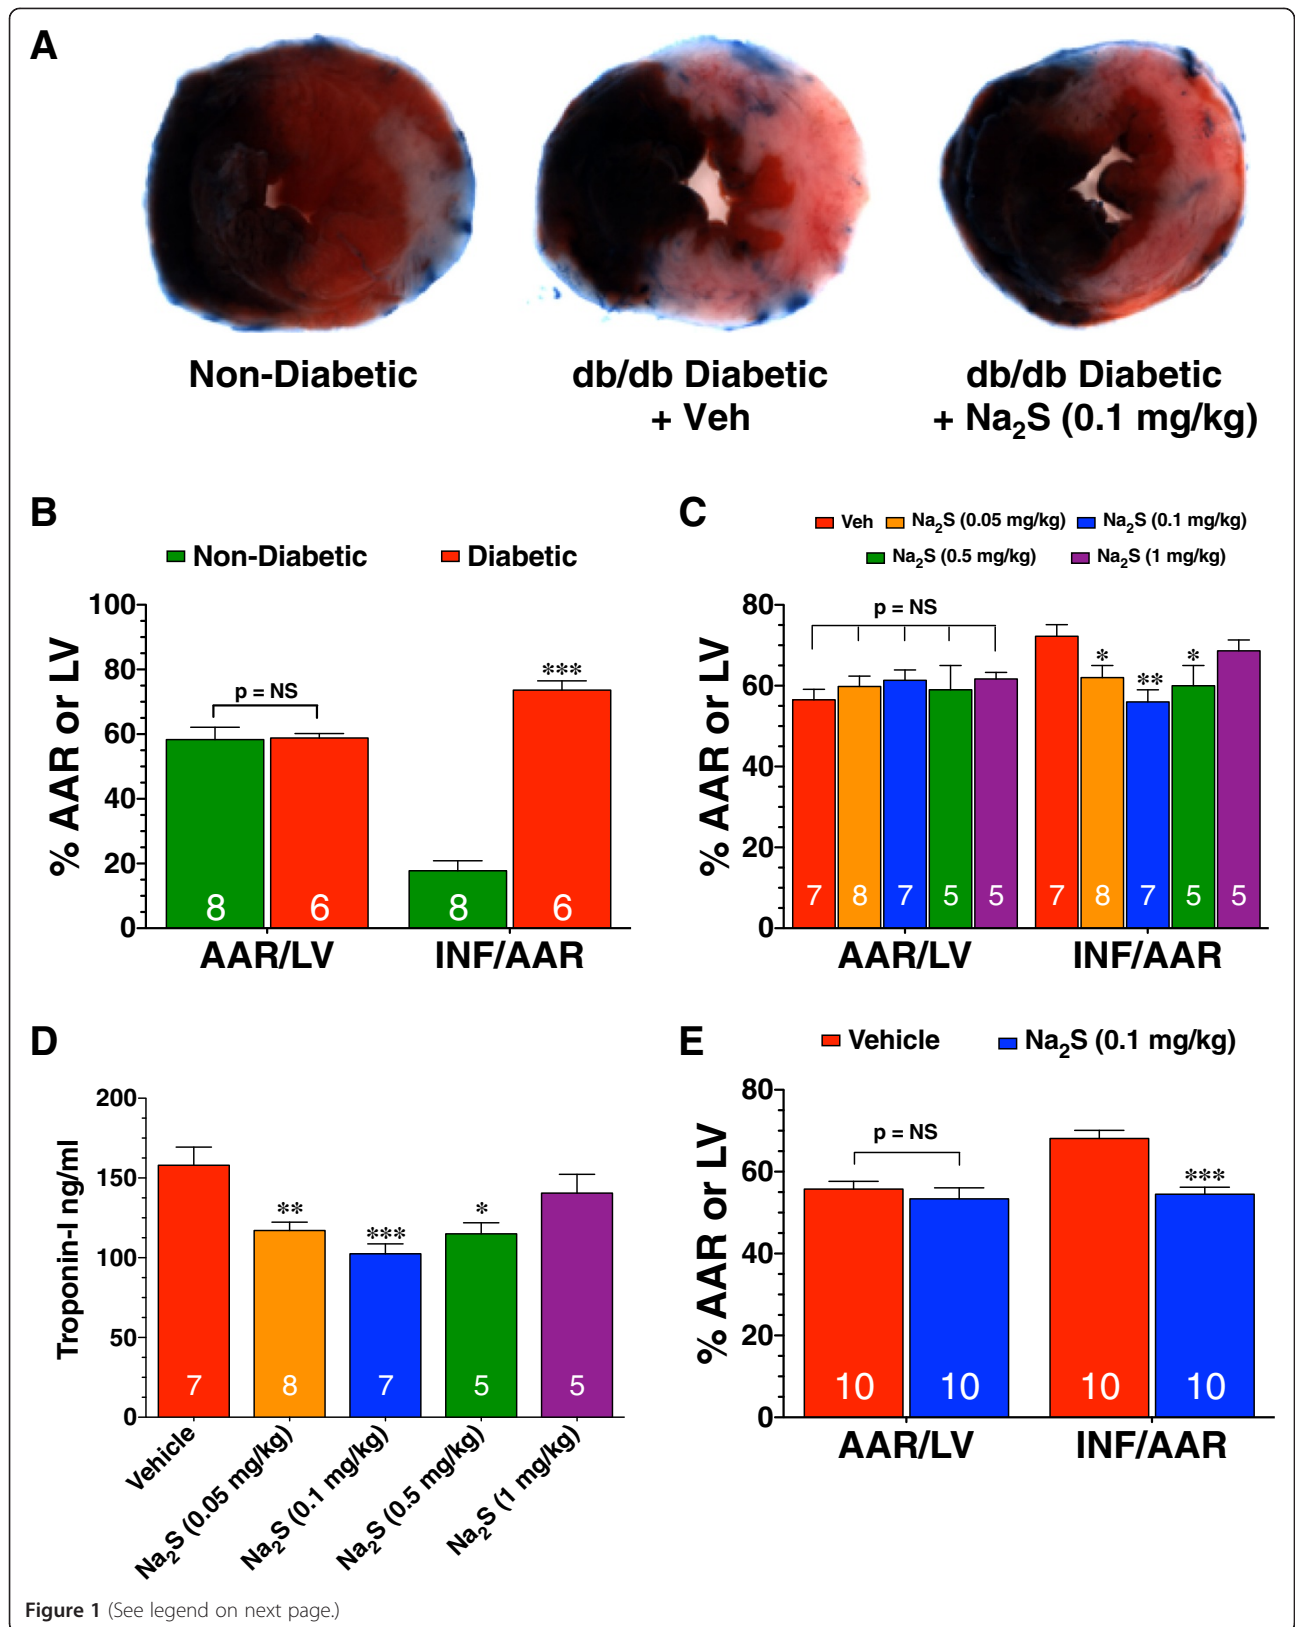 A
Non-Diabetic
db/db Diabetic
+ Veh
db/db Diabetic
+ Na₂S (0.1 mg/kg)
B
Non-Diabetic Diabetic
% AAR or LV
100
80
60
40
20
0
p = NS
***
8 6 8 6
AAR/LV INF/AAR
C
Veh Na₂S (0.05 mg/kg) Na₂S (0.1 mg/kg)
Na₂S (0.5 mg/kg) Na₂S (1 mg/kg)
% AAR or LV
80
60
40
20
0
p = NS
* ** *
7 8 7 5 5 7 8 7 5 5
AAR/LV INF/AAR
D
Troponin-I ng/ml
200
150
100
50
0
** *** *
7 8 7 5 5
Vehicle
Na₂S (0.05 mg/kg)
Na₂S (0.1 mg/kg)
Na₂S (0.5 mg/kg)
Na₂S (1 mg/kg)
E
Vehicle Na₂S (0.1 mg/kg)
% AAR or LV
80
60
40
20
0
p = NS
***
10 10 10 10
AAR/LV INF/AAR
Figure 1 (See legend on next page.)